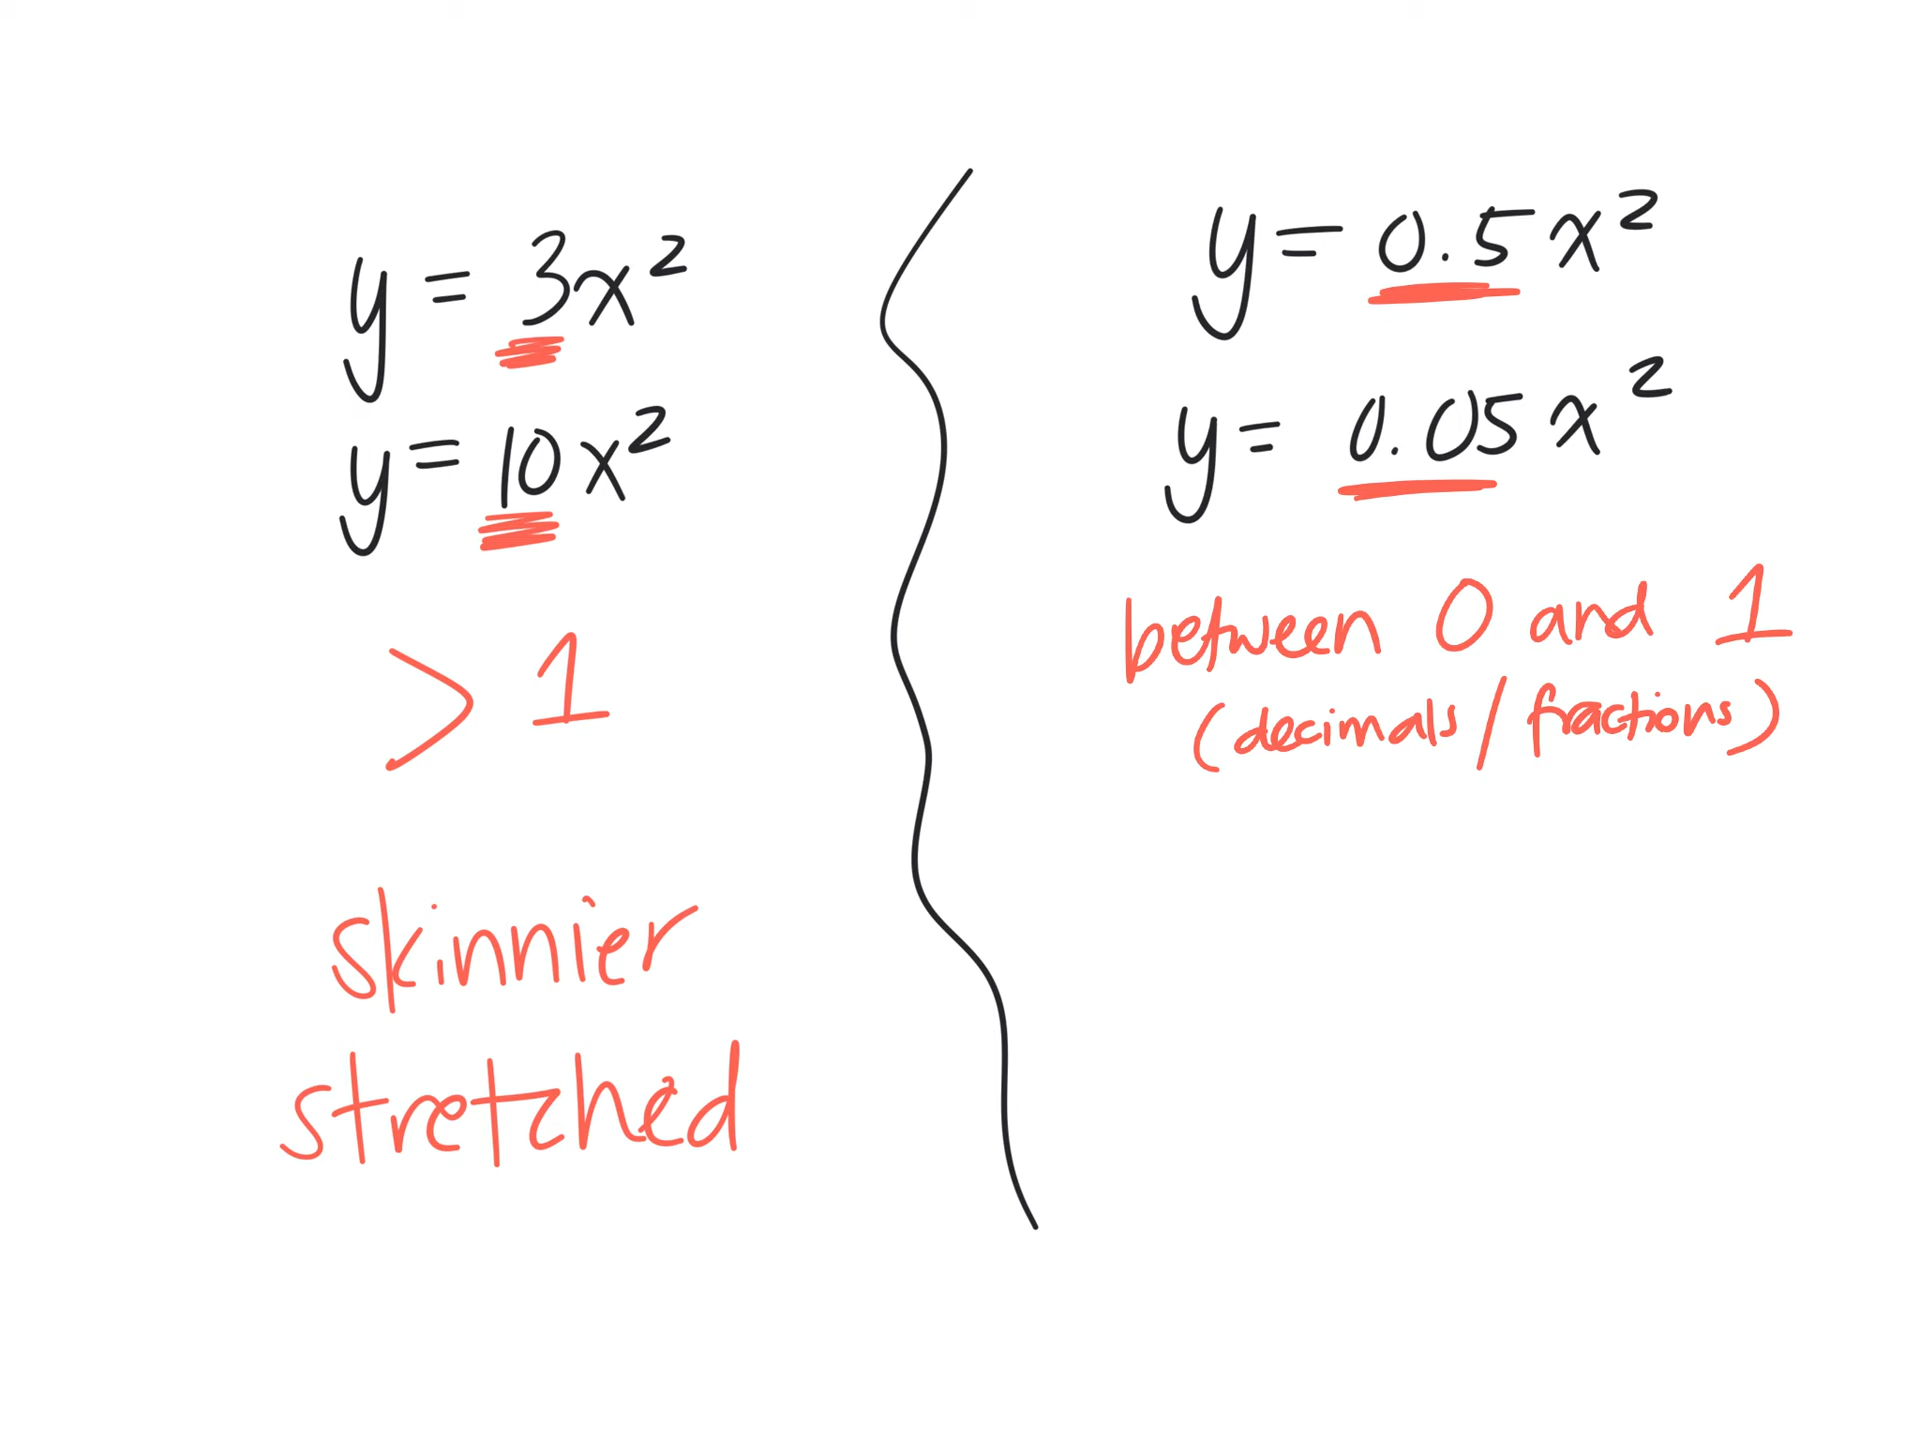 y = 3x²
y = 10x²
> 1
skinnier
stretched
y = 0.5x²
y = 0.05x²
between 0 and 1
(decimals/fractions)